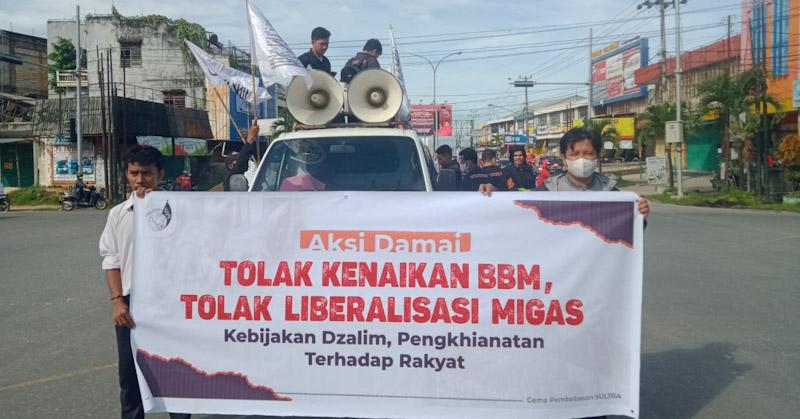 Aksi Damai
TOLAK KENAIKAN BBM,
TOLAK LIBERALISASI MIGAS
Kebijakan Dzalim, Pengkhianatan
Terhadap Rakyat
Gema Pembebasan SULTRA